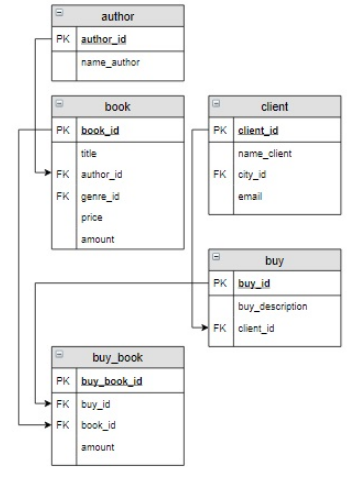 author
PK author_id
name_author
book
PK book_id
title
FK author_id
FK genre_id
price
amount
client
PK client_id
name_client
FK city_id
email
buy
PK buy_id
buy_description
FK client_id
buy_book
PK buy_book_id
FK buy_id
FK book_id
amount